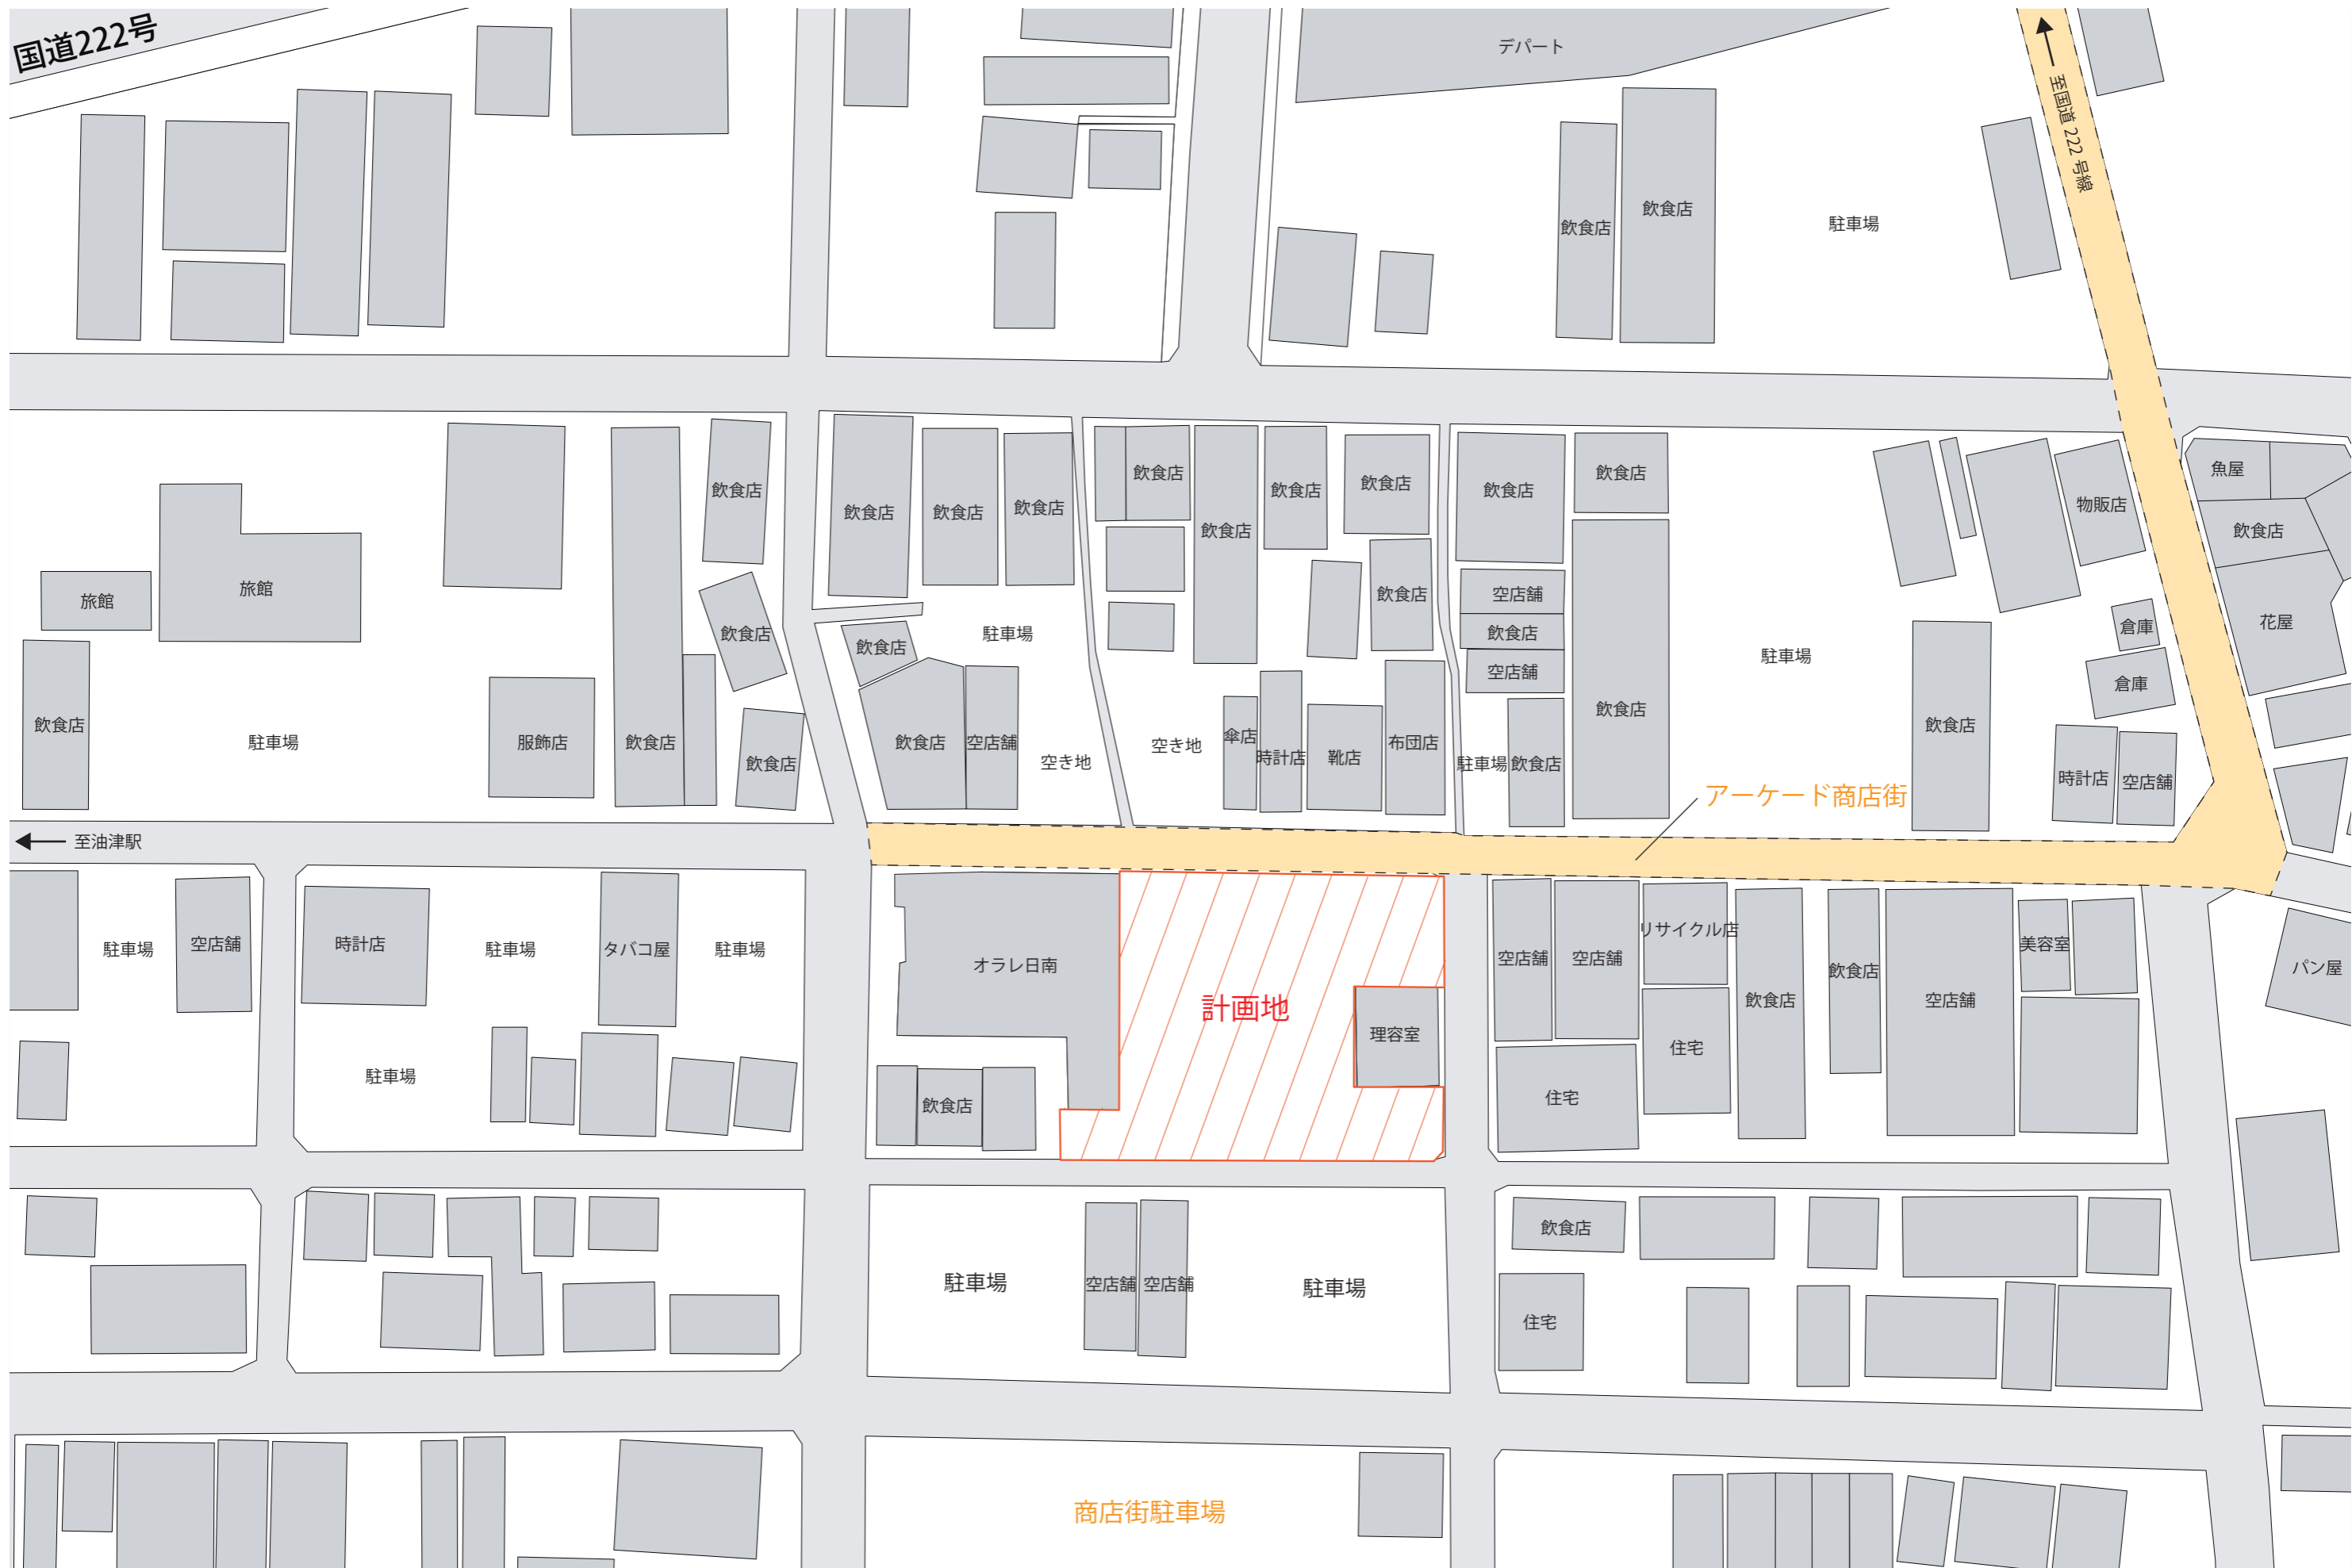 国道222号
デパート
至国道 222 号線
飲食店
飲食店
駐車場
飲食店
飲食店
飲食店
飲食店
飲食店
飲食店
飲食店
飲食店
飲食店
飲食店
物販店
魚屋
飲食店
旅館
旅館
飲食店
飲食店
駐車場
飲食店
空店舗
飲食店
空店舗
駐車場
倉庫
倉庫
花屋
飲食店
駐車場
服飾店
飲食店
飲食店
飲食店
空店舗
空き地
空き地
傘店
時計店
靴店
布団店
駐車場
飲食店
飲食店
飲食店
時計店
空店舗
アーケード商店街
至油津駅
駐車場
空店舗
時計店
駐車場
タバコ屋
駐車場
オラレ日南
計画地
空店舗
空店舗
リサイクル店
飲食店
飲食店
空店舗
美容室
パン屋
駐車場
飲食店
理容室
住宅
住宅
駐車場
空店舗
空店舗
駐車場
飲食店
住宅
商店街駐車場